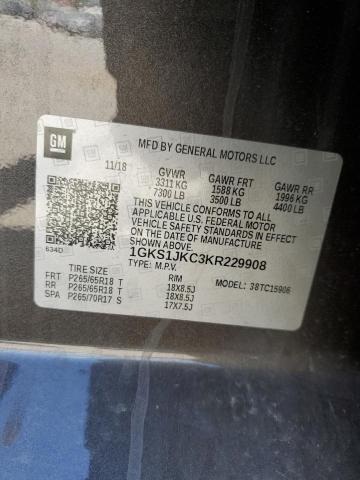 GM
MFD BY GENERAL MOTORS LLC
11/18 GVWR GAWR FRT GAWR RR
3311 KG 1588 KG 1996 KG
7300 LB 3500 LB 4400 LB
THIS VEHICLE CONFORMS TO ALL APPLICABLE
U.S. FEDERAL MOTOR VEHICLE SAFETY
STANDARDS IN EFFECT ON THE DATE OF
MANUFACTURE SHOWN ABOVE.
1GKS1JKC3KR229908
634D TYPE: M.P.V.
TIRE SIZE RIM 38TC15906
FRT P265/65R18 T 18X8.5J
RR P265/65R18 T 18X8.5J
SPA P265/70R17 S 17X7.5J